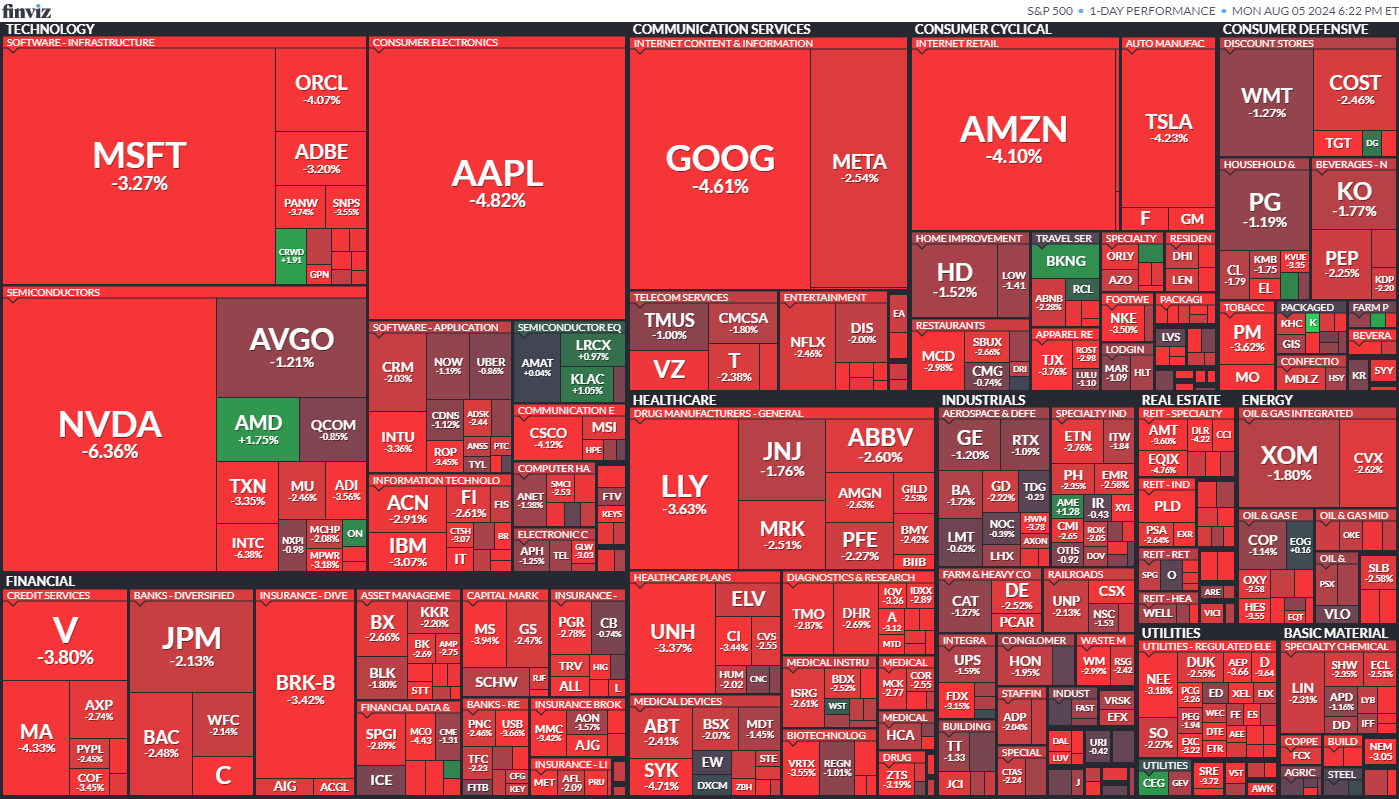 finviz
S&P 500 • 1-DAY PERFORMANCE • MON AUG 05 2024 6:22 PM ET
TECHNOLOGY
SOFTWARE - INFRASTRUCTURE
MSFT
-3.27%
ORCL
-4.07%
ADBE
-3.20%
PANW
-3.74%
SNPS
-3.55%
CRWD
+1.91
GPN
CONSUMER ELECTRONICS
AAPL
-4.82%
SEMICONDUCTORS
NVDA
-6.36%
AVGO
-1.21%
AMD
+1.75%
QCOM
-0.85%
TXN
-3.35%
MU
-2.46%
ADI
-3.56%
INTC
-6.38%
NXPI
-0.98
MCHP
-2.08%
ON
MPWR
-3.18%
SOFTWARE - APPLICATION
CRM
-2.03%
NOW
-1.19%
UBER
-0.86%
INTU
-3.36%
CDNS
-1.12%
ADSK
-2.44
ROP
-3.45%
ANSS
PTC
TYL
SEMICONDUCTOR EQ
AMAT
+0.04%
LRCX
+0.97%
KLAC
+1.05%
COMMUNICATION E
CSCO
-4.12%
MSI
HPE
INFORMATION TECHNOLO
ACN
-2.91%
FI
-2.61%
FIS
IBM
-3.07%
CTSH
-3.07
BR
IT
COMPUTER HA
ANET
-1.38%
SMCI
-2.53
FTV
KEYS
ELECTRONIC C
APH
-1.25%
TEL
GLW
-3.03
COMMUNICATION SERVICES
INTERNET CONTENT & INFORMATION
GOOG
-4.61%
META
-2.54%
TELECOM SERVICES
TMUS
-1.00%
CMCSA
-1.80%
VZ
T
-2.38%
ENTERTAINMENT
NFLX
-2.46%
DIS
-2.00%
EA
CONSUMER CYCLICAL
INTERNET RETAIL
AMZN
-4.10%
AUTO MANUFAC
TSLA
-4.23%
F
GM
HOME IMPROVEMENT
HD
-1.52%
LOW
-1.41
TRAVEL SER
BKNG
ABNB
-2.28%
RCL
SPECIALTY
ORLY
AZO
RESIDEN
DHI
LEN
RESTAURANTS
MCD
-2.98%
SBUX
-2.66%
CMG
-0.74%
DRI
APPAREL RE
TJX
-3.76%
ROST
-2.98
LULU
-1.10
FOOTWE
NKE
-3.50%
PACKAGI
LODGIN
MAR
-1.09
HLT
LVS
CONSUMER DEFENSIVE
DISCOUNT STORES
WMT
-1.27%
COST
-2.46%
TGT
DG
HOUSEHOLD &
PG
-1.19%
CL
-1.79
KMB
-1.75
KVUE
-3.35
EL
BEVERAGES - N
KO
-1.77%
PEP
-2.25%
KDP
-2.20
TOBACC
PM
-3.62%
MO
PACKAGED
KHC
K
GIS
FARM P
BEVERA
CONFECTIO
MDLZ
HSY
KR
SYY
HEALTHCARE
DRUG MANUFACTURERS - GENERAL
LLY
-3.63%
JNJ
-1.76%
ABBV
-2.60%
MRK
-2.51%
AMGN
-2.63%
GILD
-2.53%
PFE
-2.27%
BMY
-2.42%
BIIB
HEALTHCARE PLANS
UNH
-3.37%
ELV
CI
-3.44%
CVS
-2.55
HUM
-2.02
CNC
DIAGNOSTICS & RESEARCH
TMO
-2.87%
DHR
-2.69%
IQV
-3.36
IDXX
-2.89
A
-3.12
MTD
MEDICAL INSTRU
ISRG
-2.61%
BDX
-2.52%
WST
MEDICAL
MCK
-2.77
COR
-2.55
MEDICAL DEVICES
ABT
-2.41%
BSX
-2.07%
MDT
-1.45%
SYK
-4.71%
EW
STE
DXCM
ZBH
BIOTECHNOLOG
VRTX
-3.55%
REGN
-1.01%
MEDICAL
HCA
DRUG
ZTS
-3.19%
INDUSTRIALS
AEROSPACE & DEFE
GE
-1.20%
RTX
-1.09%
BA
-1.72%
GD
-2.22%
TDG
-0.23
LMT
-0.62%
NOC
-0.39%
HWM
-3.78
LHX
AXON
SPECIALTY IND
ETN
-2.76%
ITW
-1.84
PH
-2.35%
EMR
-2.58%
AME
+1.28
IR
-0.43
XYL
CMI
-2.65
ROK
-2.05
OTIS
-0.92
DOV
FARM & HEAVY CO
CAT
-1.27%
DE
-2.52%
PCAR
RAILROADS
UNP
-2.13%
CSX
NSC
-1.53
INTEGRA
UPS
-1.59%
FDX
-3.15%
CONGLOMER
HON
-1.95%
WASTE M
WM
-2.99%
RSG
-2.42
STAFFIN
ADP
-2.04%
INDUST
FAST
VRSK
EFX
BUILDING
TT
-1.33
JCI
SPECIAL
CTAS
-2.24
DAL
LUV
URI
-0.42
J
REAL ESTATE
REIT - SPECIALTY
AMT
-3.60%
DLR
-4.22
CCI
EQIX
-4.76%
REIT - IND
PLD
PSA
-2.64%
EXR
REIT - RET
SPG
O
REIT - HEA
WELL
ARE
VICI
ENERGY
OIL & GAS INTEGRATED
XOM
-1.80%
CVX
-2.62%
OIL & GAS E
COP
-1.14%
EOG
+0.16
OXY
-2.58
HES
-3.55
EQT
OIL & GAS MID
OKE
OIL &
PSX
VLO
SLB
-2.58%
FINANCIAL
CREDIT SERVICES
V
-3.80%
MA
-4.33%
AXP
-2.74%
PYPL
-2.45%
COF
-3.45%
BANKS - DIVERSIFIED
JPM
-2.13%
BAC
-2.48%
WFC
-2.14%
C
INSURANCE - DIVE
BRK-B
-3.42%
AIG
ACGL
ASSET MANAGEME
BX
-2.66%
KKR
-2.20%
BK
-2.69
AMP
-2.75
BLK
-1.80%
STT
CAPITAL MARK
MS
-3.94%
GS
-2.47%
SCHW
RJF
INSURANCE -
PGR
-2.78%
CB
-0.74%
TRV
HIG
ALL
L
FINANCIAL DATA &
SPGI
-2.89%
MCO
-4.43
CME
-1.31
ICE
BANKS - RE
PNC
-2.46%
USB
-3.66%
TFC
-2.23
CFG
FITB
KEY
INSURANCE BROK
MMC
-3.42%
AON
-1.57%
AJG
INSURANCE - LI
MET
AFL
-2.09
PRU
UTILITIES
UTILITIES - REGULATED ELE
NEE
-3.18%
DUK
-2.55%
AEP
-3.66
D
-3.64
SO
-2.27%
PCG
-3.26
ED
XEL
EIX
PEG
-1.94
WEC
FE
ES
EXC
-3.22
DTE
AEE
ETR
UTILITIES
CEG
GEV
SRE
-3.72
VST
AWK
BASIC MATERIAL
SPECIALTY CHEMICAL
LIN
-2.31%
SHW
-2.35%
ECL
-2.51%
APD
-1.16%
LYB
DD
IFF
COPPE
FCX
BUILD
NEM
-3.05
AGRIC
STEEL